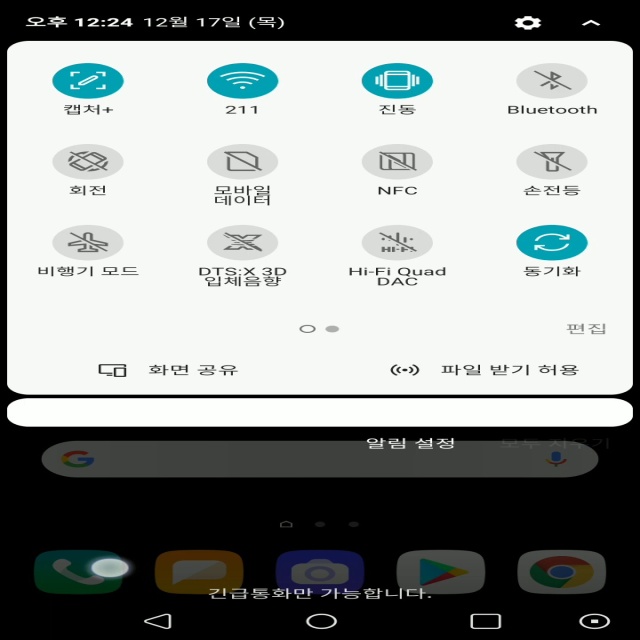 오후 12:24 12월 17일 (목)
캡처+ 211 진동 Bluetooth
회전 모바일 데이터 NFC 손전등
비행기 모드 DTS:X 3D 입체음향 Hi-Fi Quad DAC 동기화
편집
화면 공유 파일 받기 허용
알림 설정 모두 지우기
긴급통화만 가능합니다.